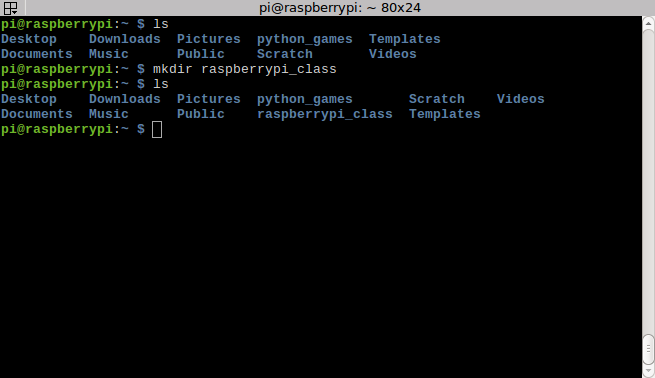 pi@raspberrypi: ~ 80x24
pi@raspberrypi:~ $ ls
Desktop    Downloads  Pictures  python_games  Templates
Documents  Music      Public    Scratch       Videos
pi@raspberrypi:~ $ mkdir raspberrypi_class
pi@raspberrypi:~ $ ls
Desktop    Downloads  Pictures  python_games       Scratch    Videos
Documents  Music      Public    raspberrypi_class  Templates
pi@raspberrypi:~ $